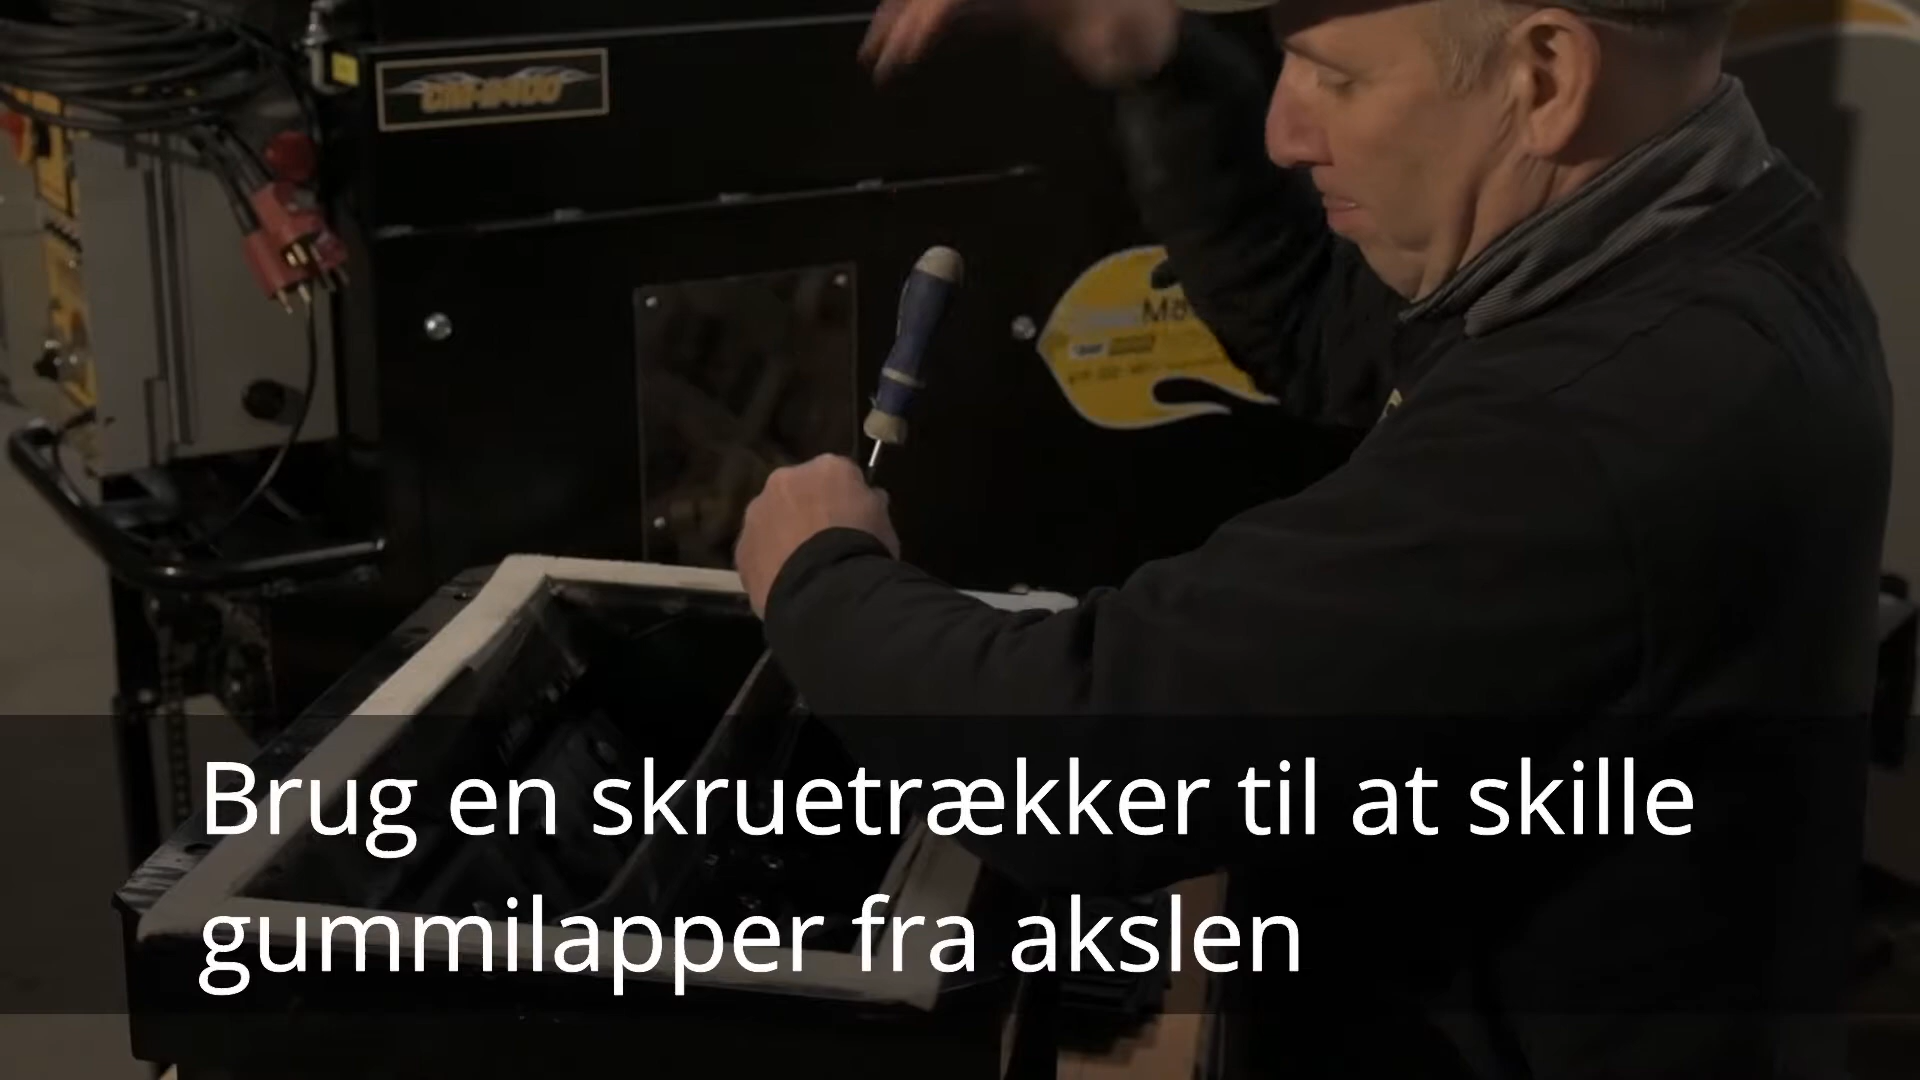 Brug en skruetrækker til at skille
gummilapper fra akslen